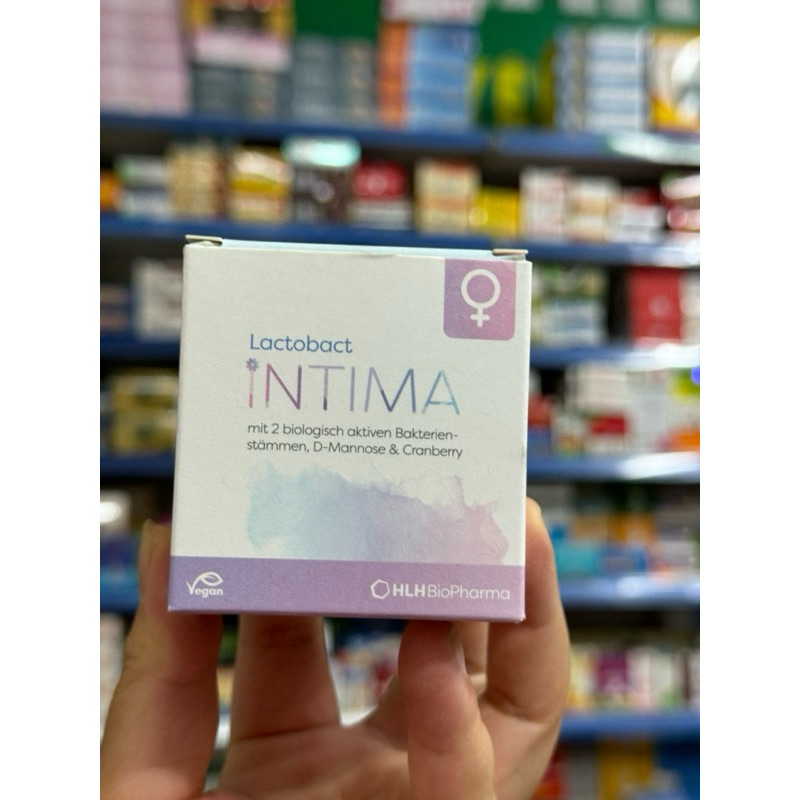 Lactobact
iNTIMA
mit 2 biologisch aktiven Bakterien-
stämmen, D-Mannose & Cranberry
Vegan
HLH BioPharma